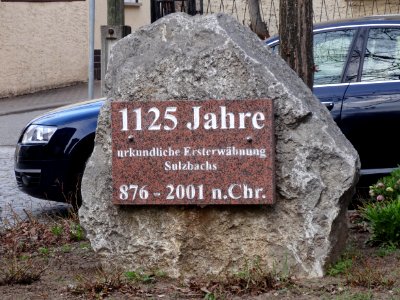 1125 Jahre
urkundliche Ersterwähnung
Sulzbachs
876 - 2001 n.Chr.